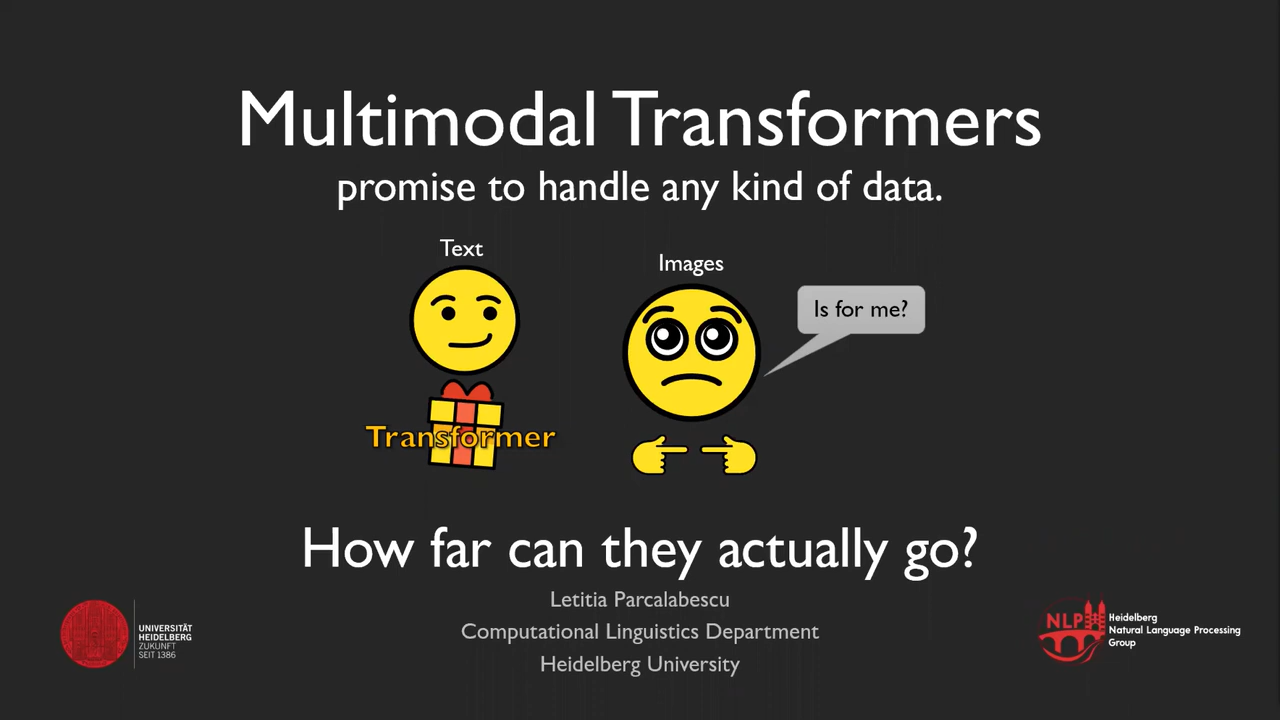 Multimodal Transformers
promise to handle any kind of data.
Text
Images
Is for me?
Transformer
How far can they actually go?
Letitia Parcalabescu
Computational Linguistics Department
Heidelberg University
UNIVERSITÄT
HEIDELBERG
ZUKUNFT
SEIT 1386
NLP
Heidelberg
Natural Language Processing
Group